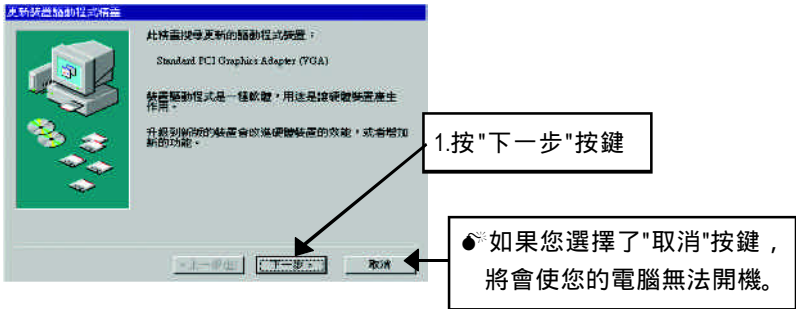 更新裝置驅動程式精靈
此精靈搜尋更新的驅動程式裝置：
Standard PCI Graphics Adapter (VGA)
裝置驅動程式是一種軟體，用途是讓硬體裝置產生
作用。
升級到新版的裝置會改進硬體裝置的效能，或者增加
新的功能。
1.按"下一步"按鍵
<上一步(B) 下一步 > 取消
如果您選擇了"取消"按鍵，
將會使您的電腦無法開機。